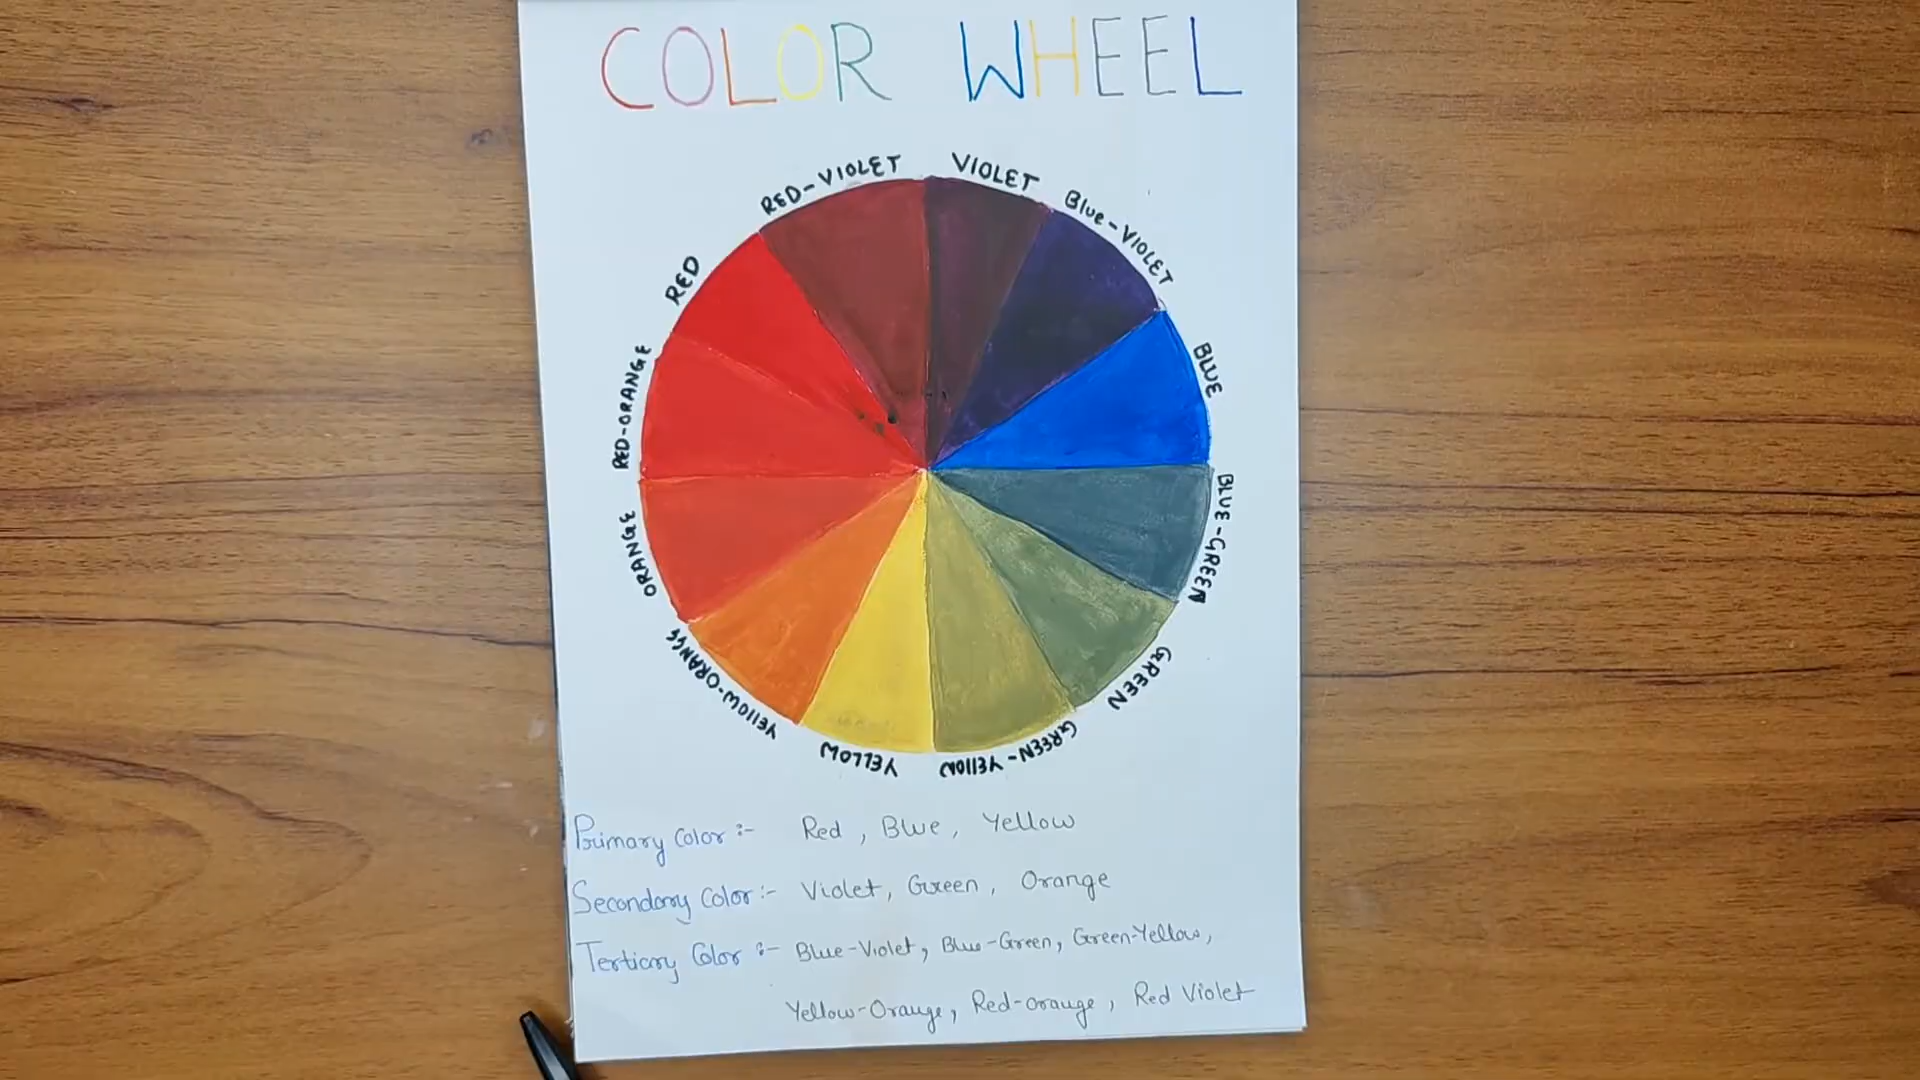 COLOR WHEEL
RED-VIOLET
VIOLET
Blue-VIOLET
RED
BLUE
RED-ORANGE
BLUE-GREEN
ORANGE
GREEN
YEllOW-ORANGE
YELLOW
GREEN-YEllOW
Primary Color :- Red , Blue , Yellow
Secondary Color :- Violet, Green , Orange
Tertiary Color :- Blue-Violet, Blue-Green, Green-Yellow,
Yellow-Orange, Red-orange, Red Violet